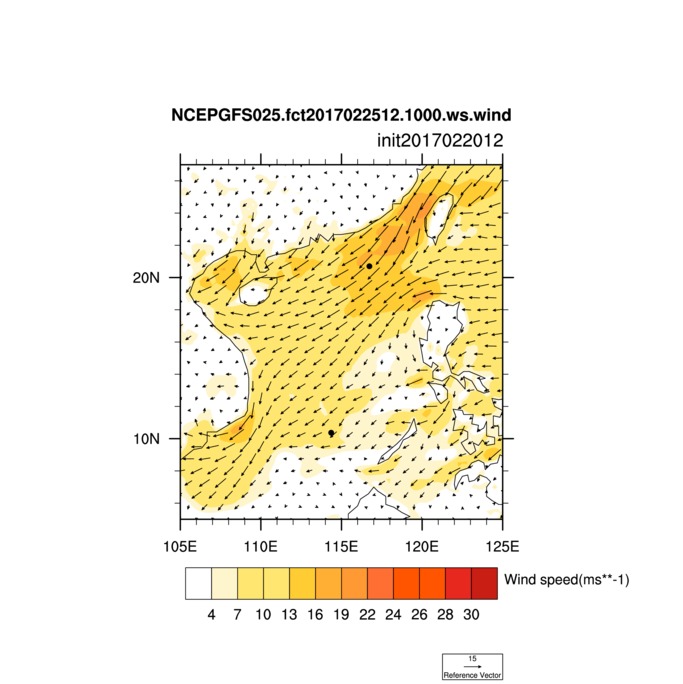 NCEPGFS025.fct2017022512.1000.ws.wind
init2017022012
20N
10N
105E 110E 115E 120E 125E
Wind speed(ms**-1)
4 7 10 13 16 19 22 24 26 28 30
15
Reference Vector